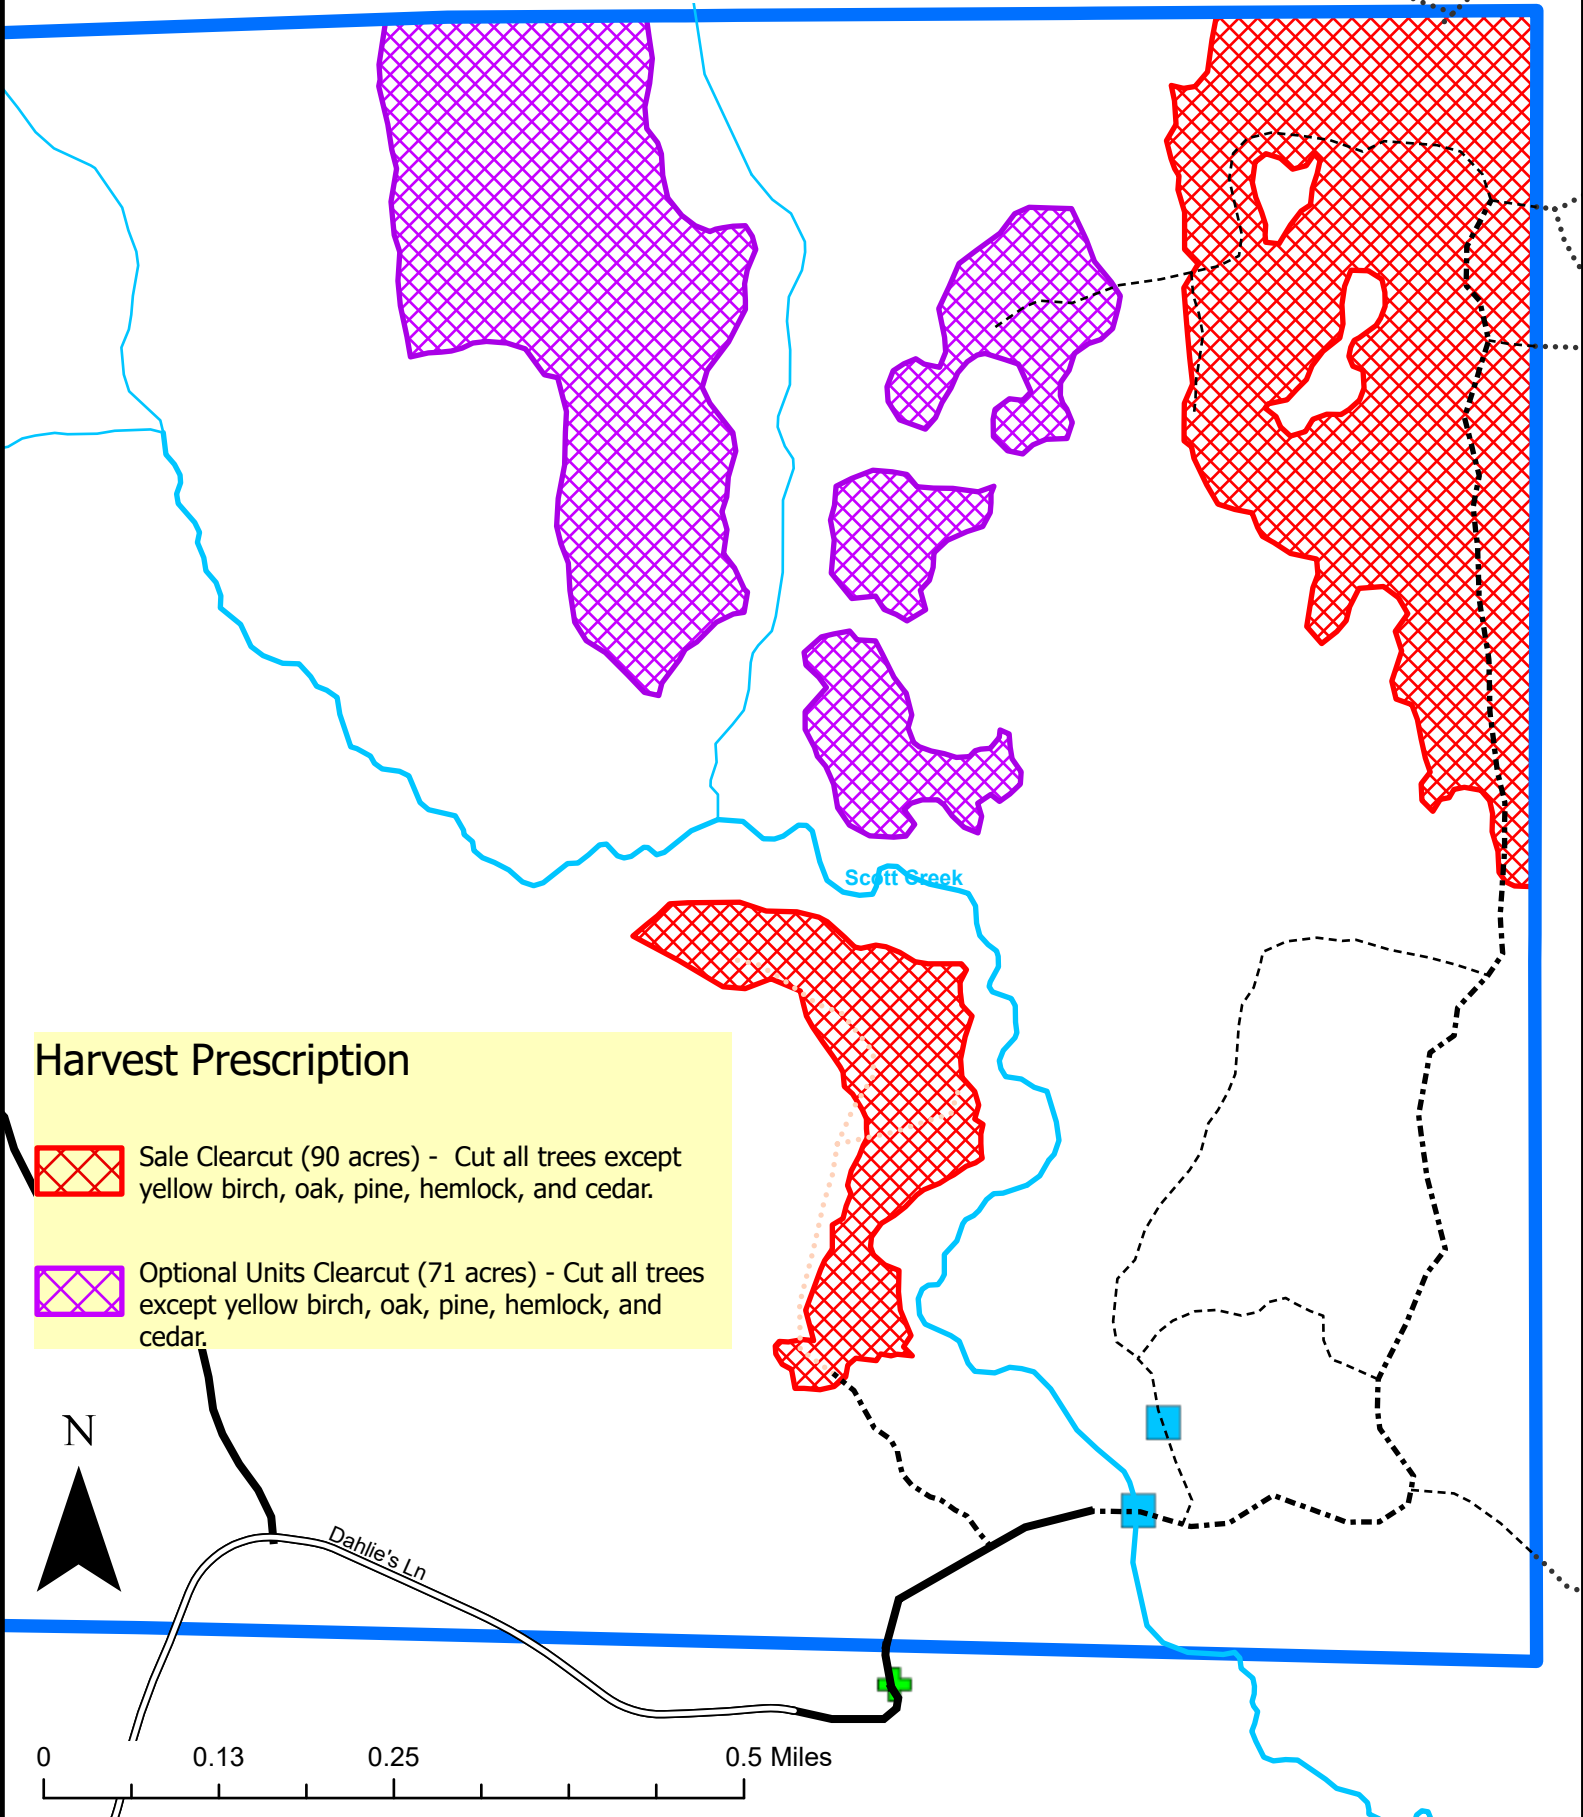 Scott Creek
Harvest Prescription
Sale Clearcut (90 acres) - Cut all trees except
yellow birch, oak, pine, hemlock, and cedar.
Optional Units Clearcut (71 acres) - Cut all trees
except yellow birch, oak, pine, hemlock, and
cedar.
N
Dahlie's Ln
0 0.13 0.25 0.5 Miles